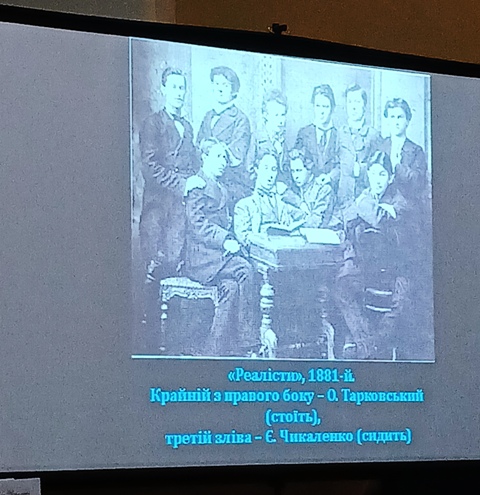 «Реалісти», 1881-й.
Крайній з правого боку – О. Тарковський
(стоїть),
третій зліва – Є. Чикаленко (сидить)